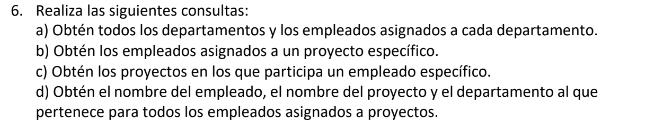 6. Realiza las siguientes consultas:
a) Obtén todos los departamentos y los empleados asignados a cada departamento.
b) Obtén los empleados asignados a un proyecto específico.
c) Obtén los proyectos en los que participa un empleado específico.
d) Obtén el nombre del empleado, el nombre del proyecto y el departamento al que
pertenece para todos los empleados asignados a proyectos.